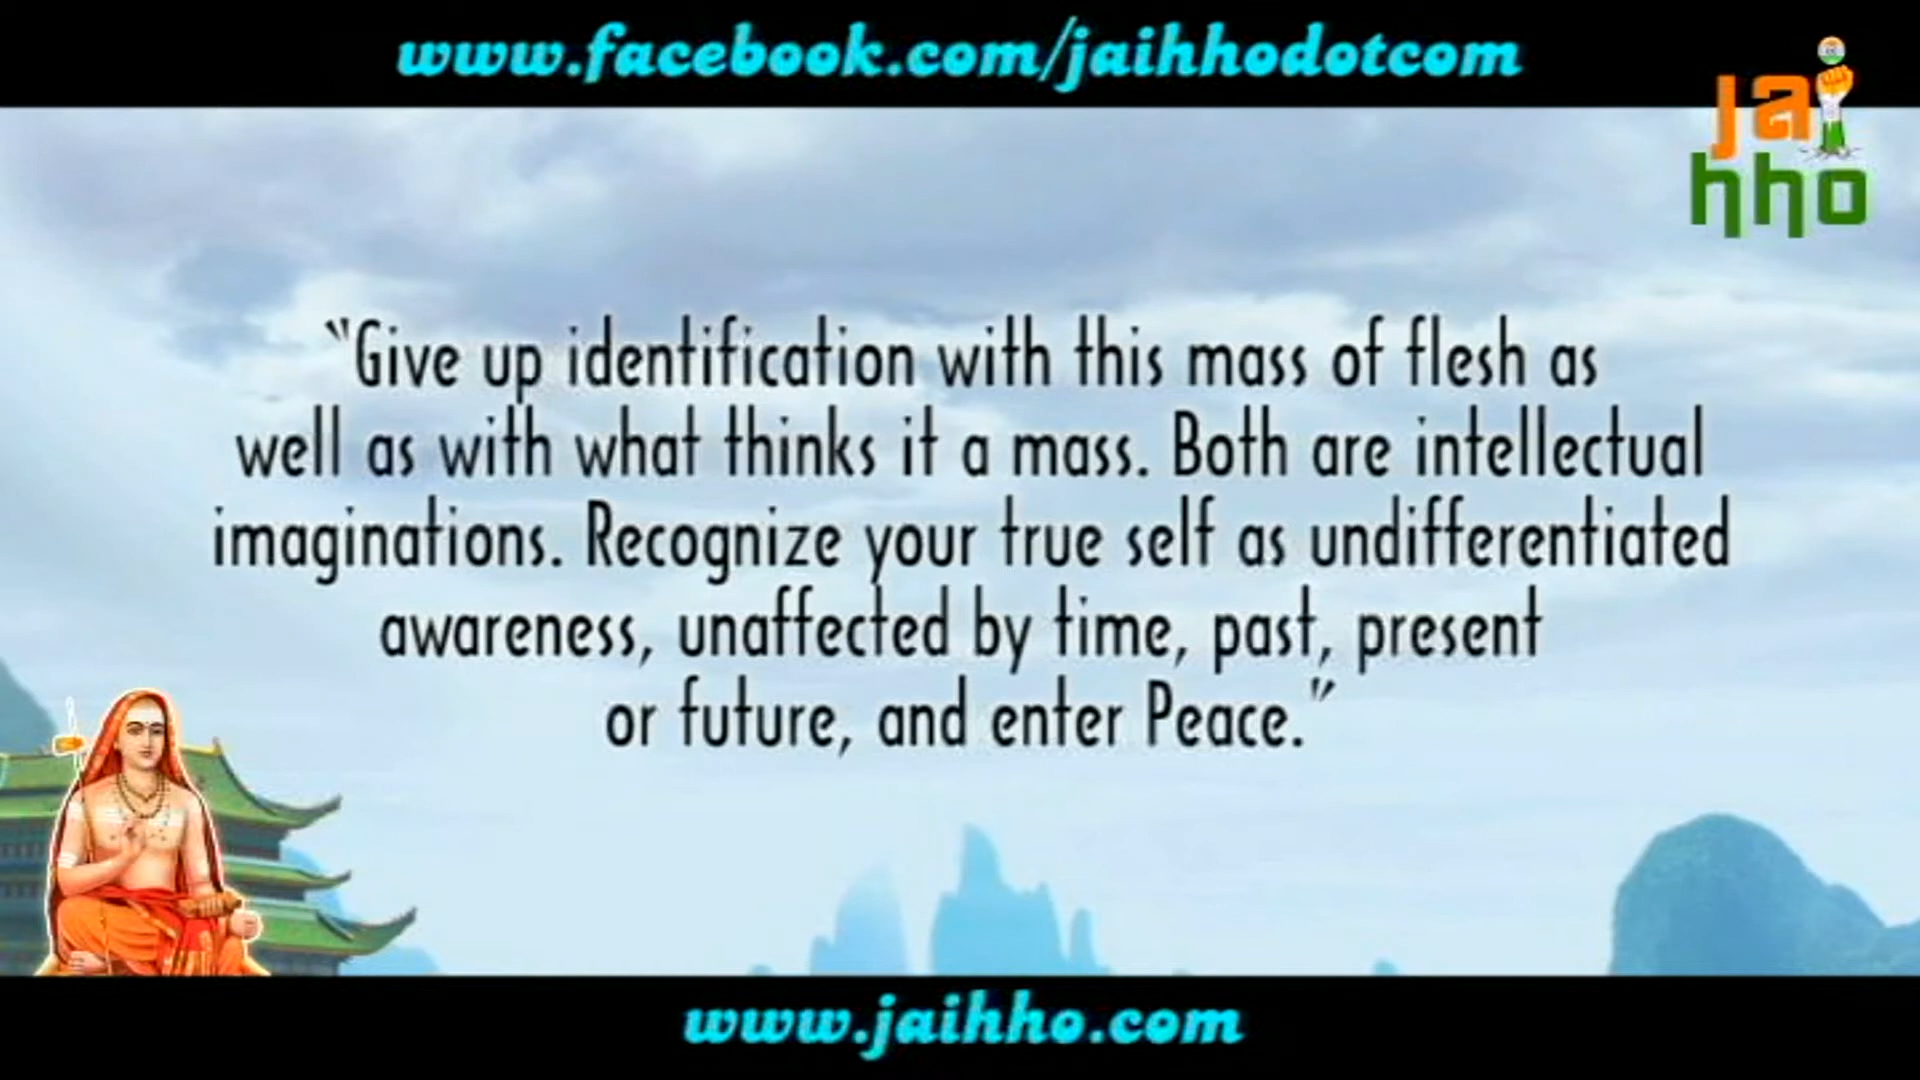 www.facebook.com/jaihhodotcom
jai
hho
“Give up identification with this mass of flesh as
well as with what thinks it a mass. Both are intellectual
imaginations. Recognize your true self as undifferentiated
awareness, unaffected by time, past, present
or future, and enter Peace.”
www.jaihho.com